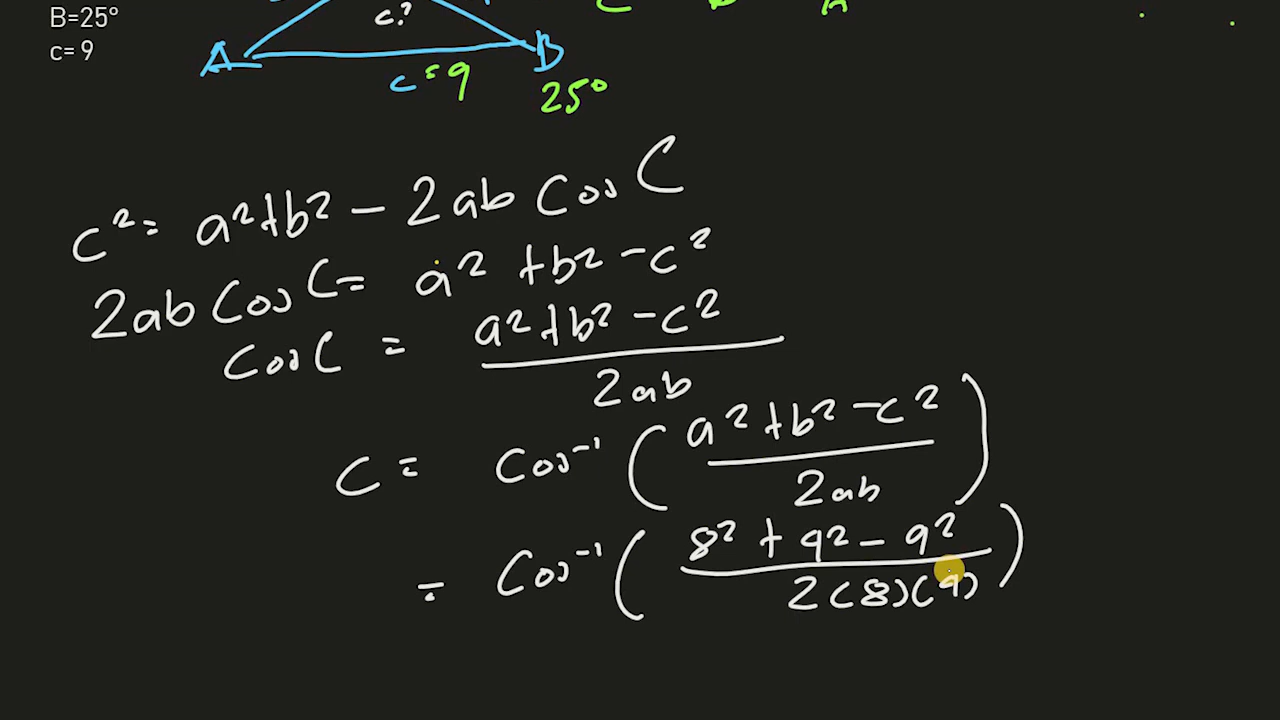 B=25°
c= 9
c?
A
B
c=9
25°
c²= a²+b² – 2ab Cos C
2ab Cos C= a² +b² –c²
Cos C = a²+b² –c² / 2ab
C = Cos⁻¹ ( a²+b² –c² / 2ab )
= Cos⁻¹ ( 8² + 9² – 9² / 2(8)(9) )